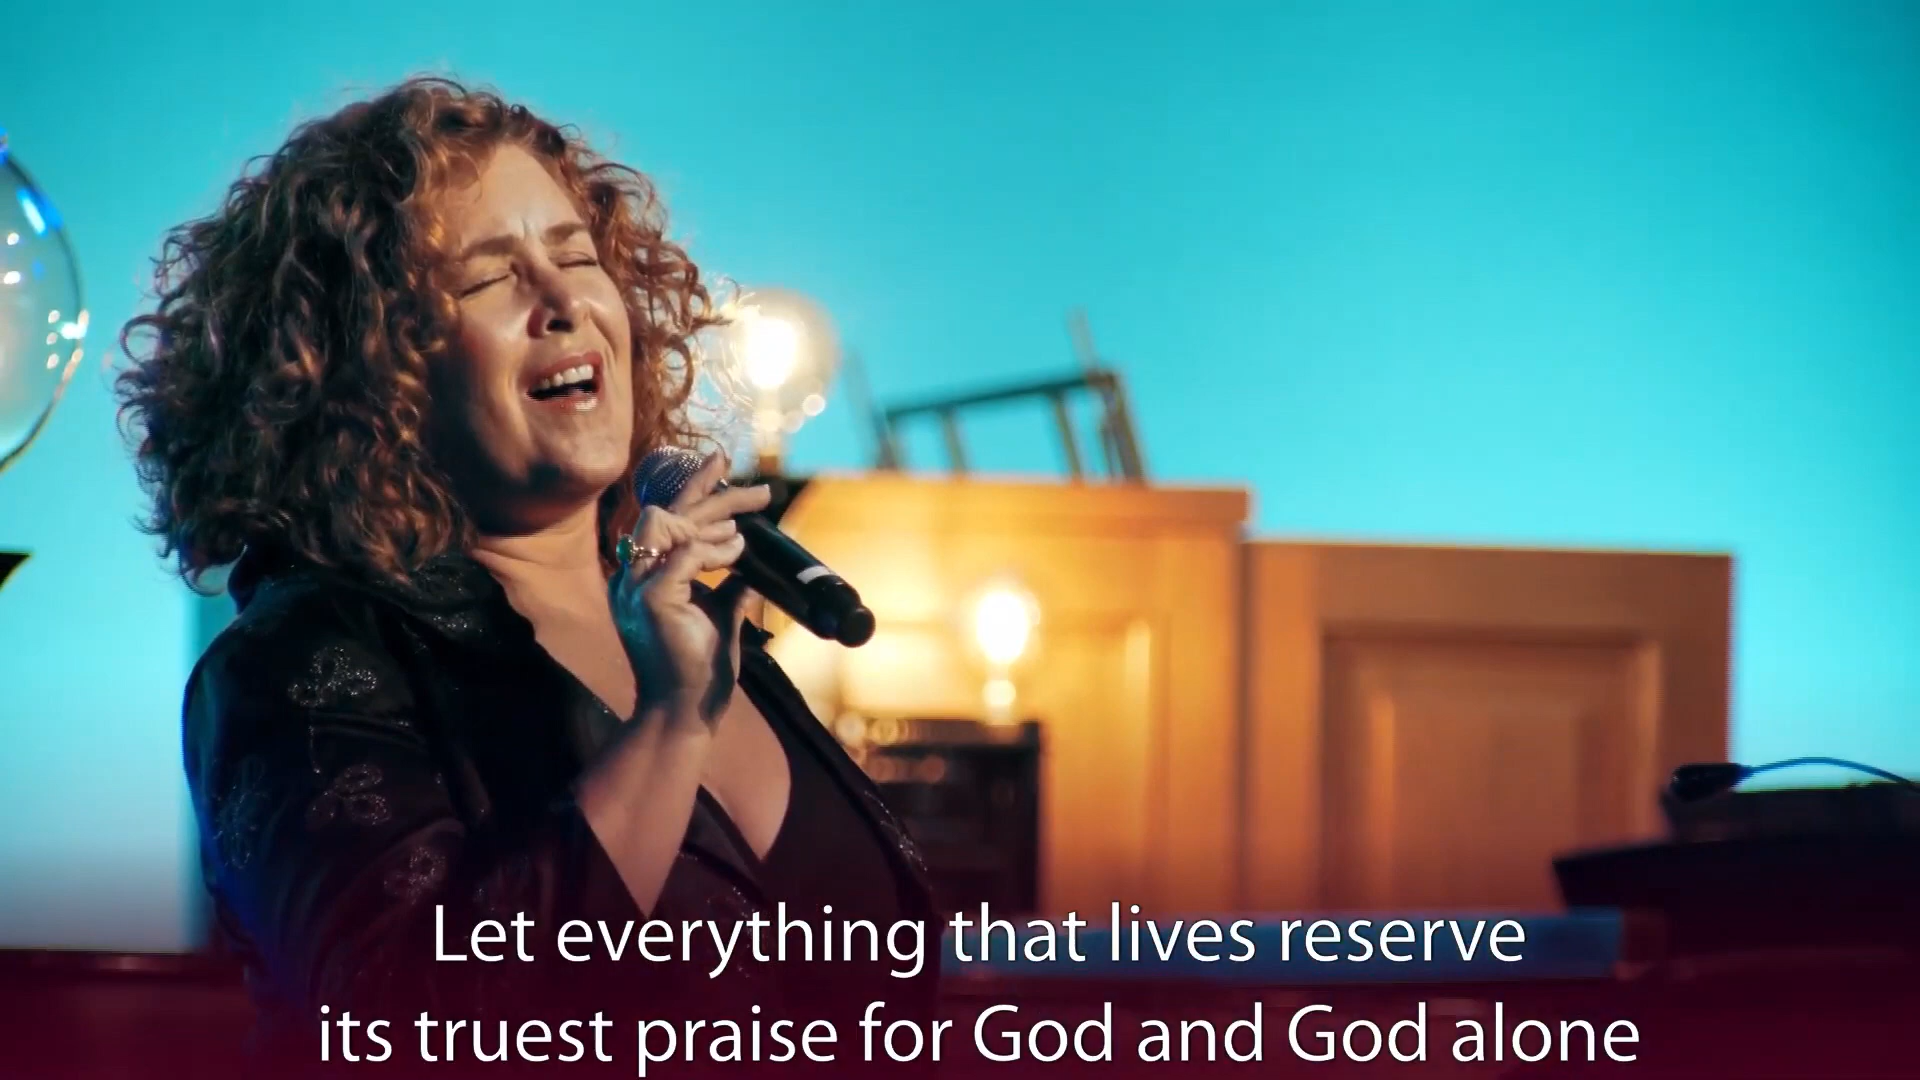 Let everything that lives reserve
its truest praise for God and God alone